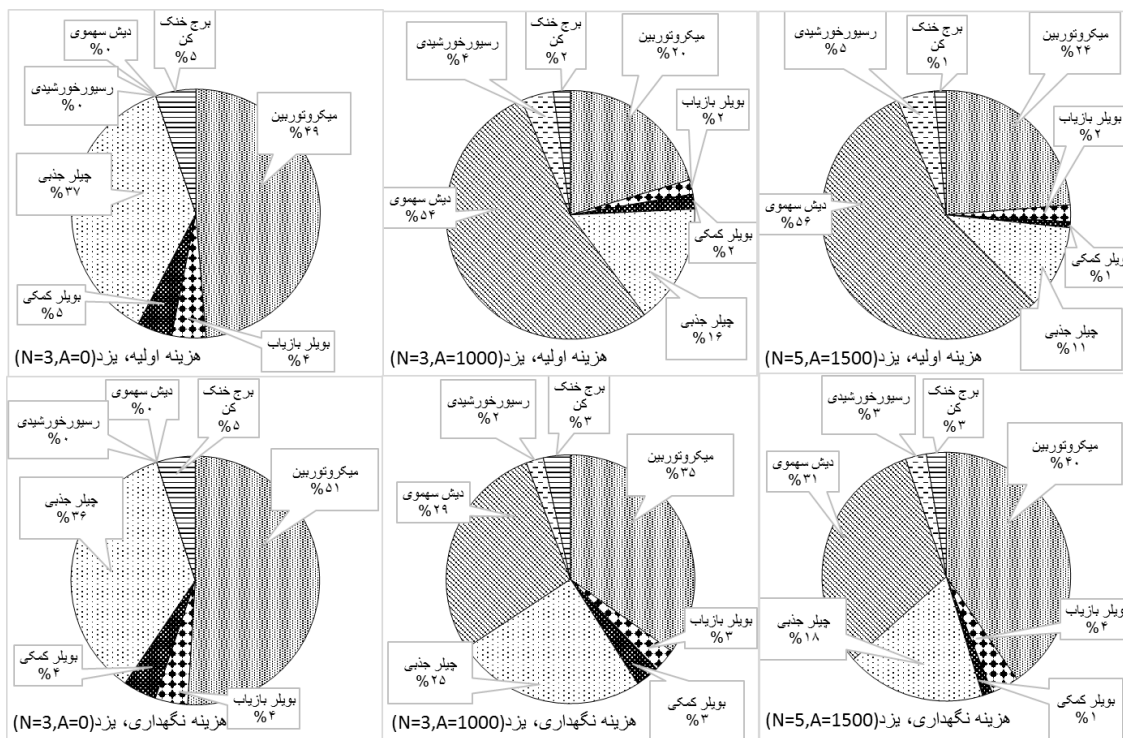 برج خنک
کن
%۵
دیش سهموی
%۰
رسیورخورشیدی
%۰
میکروتوربین
%۴۹
چیلر جذبی
%۳۷
بویلر کمکی
%۵
بویلر بازیاب
%۴
هزینه اولیه، یزد(N=3,A=0)
برج خنک
کن
%۲
رسیورخورشیدی
%۴
میکروتوربین
%۲۰
بویلر بازیاب
%۲
دیش سهموی
%۵۴
بویلر کمکی
%۲
چیلر جذبی
%۱۶
هزینه اولیه، یزد(N=3,A=1000)
برج خنک
کن
%۱
رسیورخورشیدی
%۵
میکروتوربین
%۲۴
بویلر بازیاب
%۲
دیش سهموی
%۵۶
بویلر کمکی
%۱
چیلر جذبی
%۱۱
هزینه اولیه، یزد(N=5,A=1500)
برج خنک
کن
%۵
دیش سهموی
%۰
رسیورخورشیدی
%۰
میکروتوربین
%۵۱
چیلر جذبی
%۳۶
بویلر کمکی
%۴
بویلر بازیاب
%۴
هزینه نگهداری، یزد(N=3,A=0)
برج خنک
کن
%۳
رسیورخورشیدی
%۲
میکروتوربین
%۳۵
دیش سهموی
%۲۹
بویلر بازیاب
%۳
چیلر جذبی
%۲۵
بویلر کمکی
%۳
هزینه نگهداری، یزد(N=3,A=1000)
برج خنک
کن
%۳
رسیورخورشیدی
%۳
میکروتوربین
%۴۰
دیش سهموی
%۳۱
بویلر بازیاب
%۴
چیلر جذبی
%۱۸
بویلر کمکی
%۱
هزینه نگهداری، یزد(N=5,A=1500)